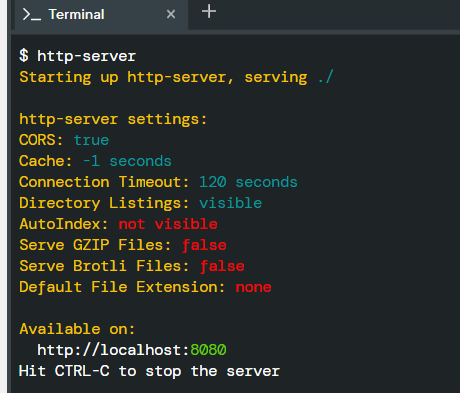 >_ Terminal × +
$ http-server
Starting up http-server, serving ./
http-server settings:
CORS: true
Cache: -1 seconds
Connection Timeout: 120 seconds
Directory Listings: visible
AutoIndex: not visible
Serve GZIP Files: false
Serve Brotli Files: false
Default File Extension: none
Available on:
http://localhost:8080
Hit CTRL-C to stop the server